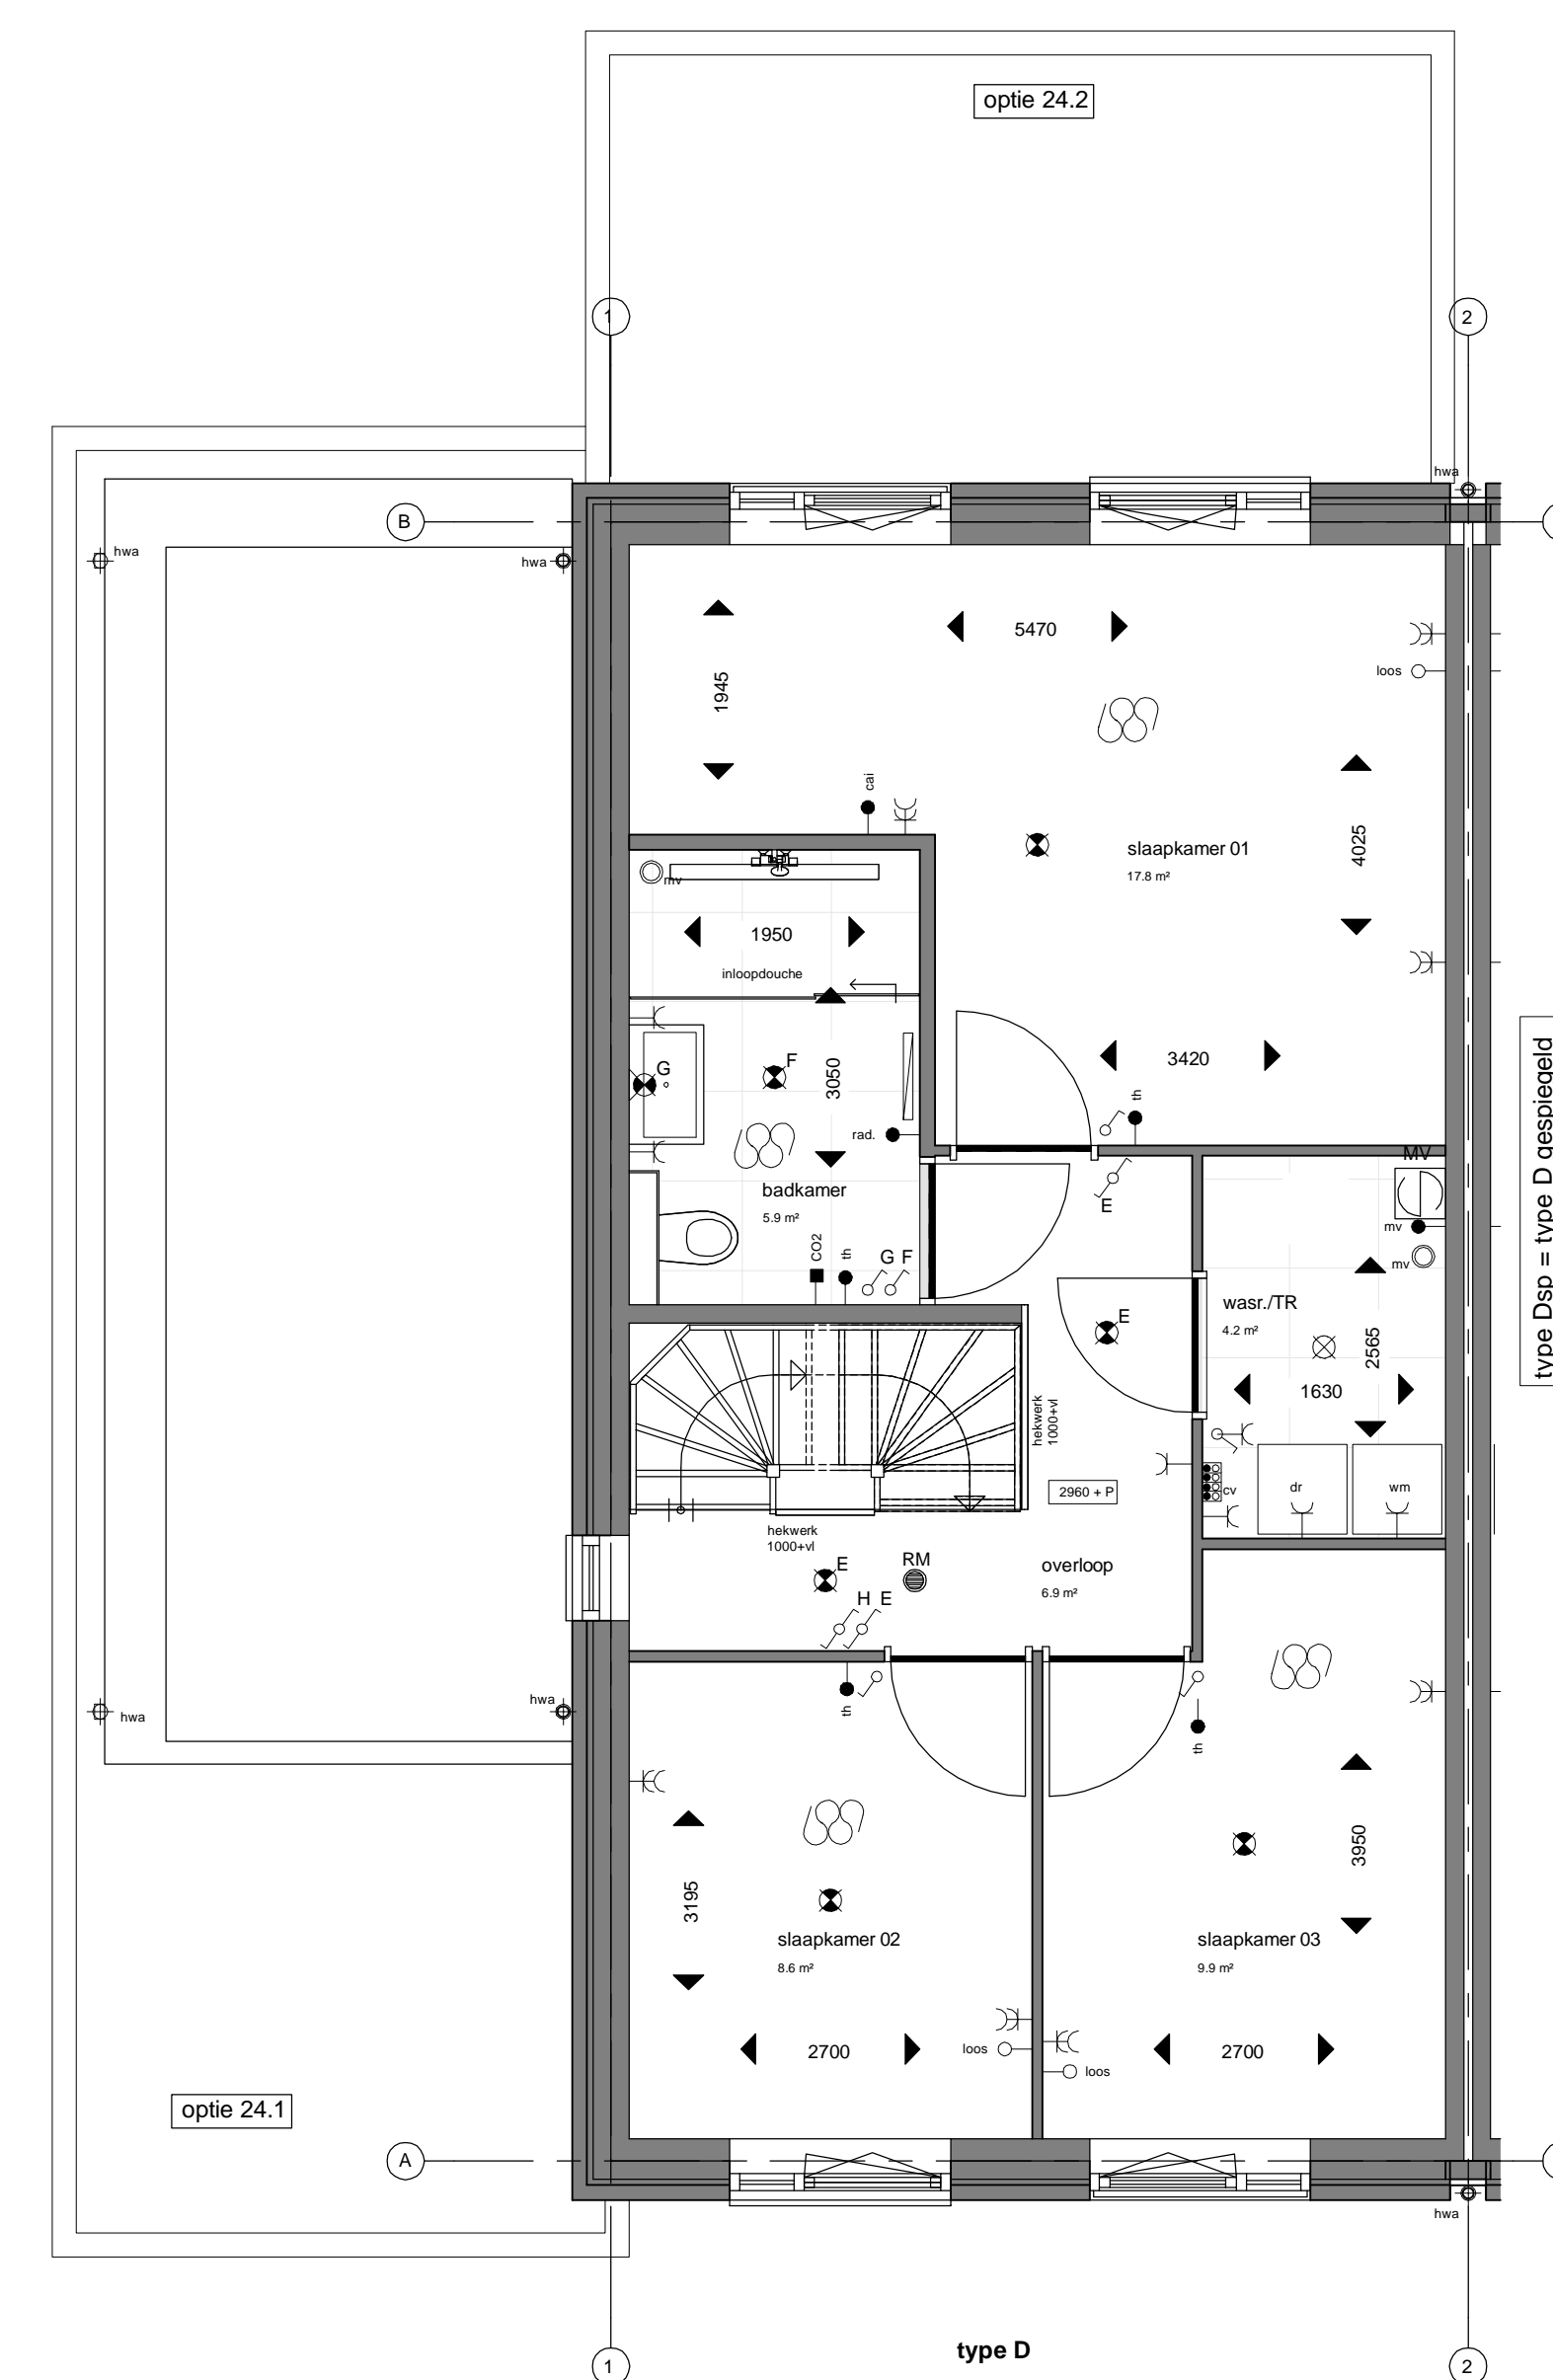 optie 24.2
1
2
hwa
B
hwa
hwa
5470
1945
loos
cai
slaapkamer 01
17.8 m²
4025
mv
1950
inloopdouche
type Dsp = type D gespiegeld
G
F
3050
3420
th
rad.
MV
badkamer
5.9 m²
E
mv
CO2
th
G F
mv
wasr./TR
4.2 m²
E
2565
1630
hekwerk
1000+vl
2960 + P
cv
dr
wm
hekwerk
1000+vl
E
RM
overloop
6.9 m²
H E
hwa
hwa
th
th
3195
3950
slaapkamer 02
8.6 m²
slaapkamer 03
9.9 m²
loos
2700
2700
loos
optie 24.1
A
hwa
type D
1
2